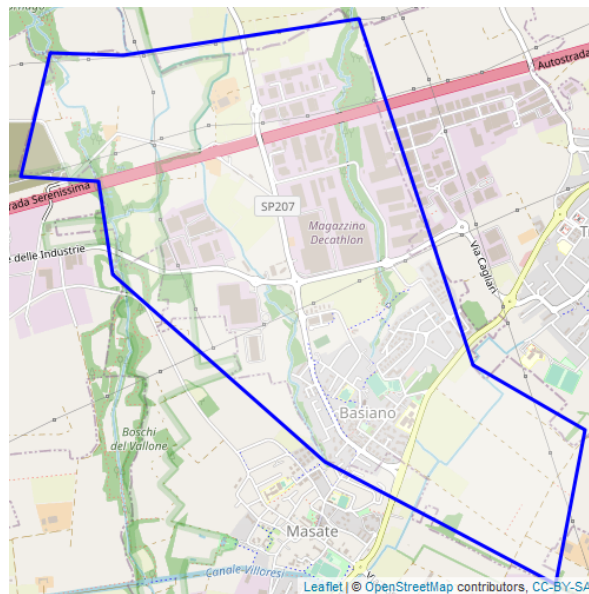 Autostrada
rada Serenissima
SP207
Magazzino
Decathlon
e delle Industrie
Via Cagliari
Basiano
Boschi
del Vallone
Masate
Canale Villoresi
Leaflet | © OpenStreetMap contributors, CC-BY-SA